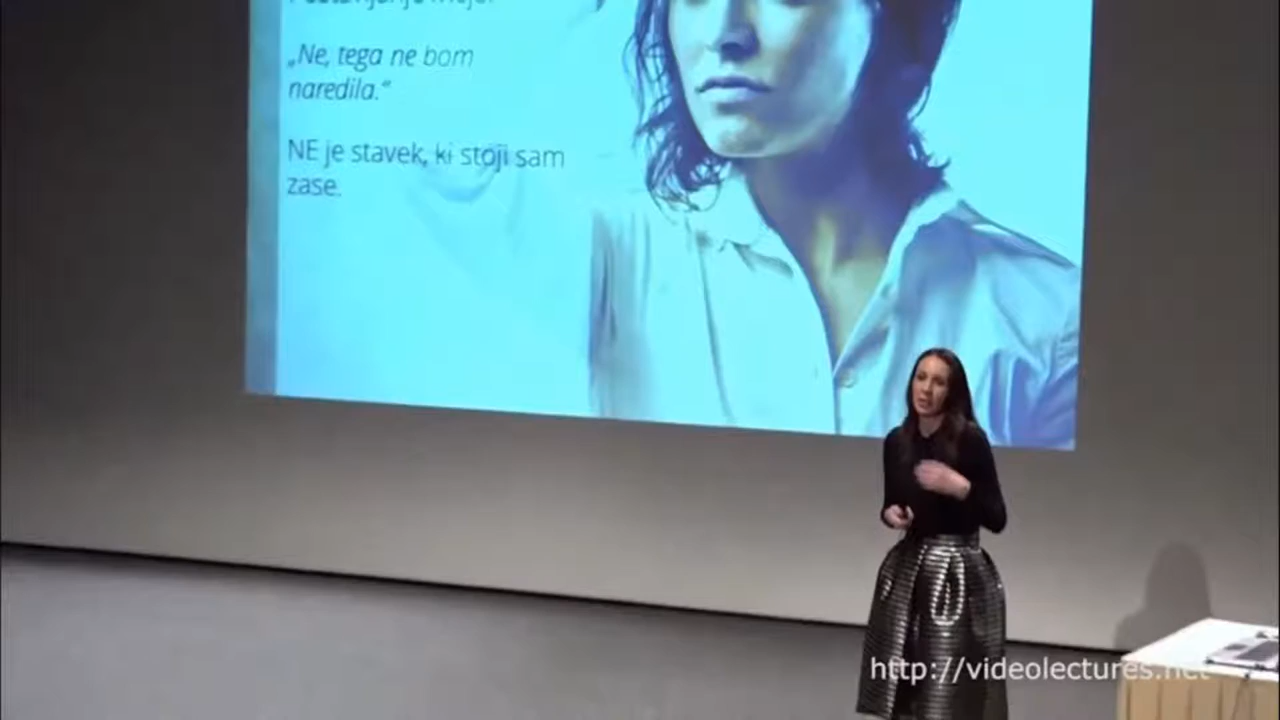 „Ne, tega ne bom
naredila.“
NE je stavek, ki stoji sam
zase.
http://videolectures.net